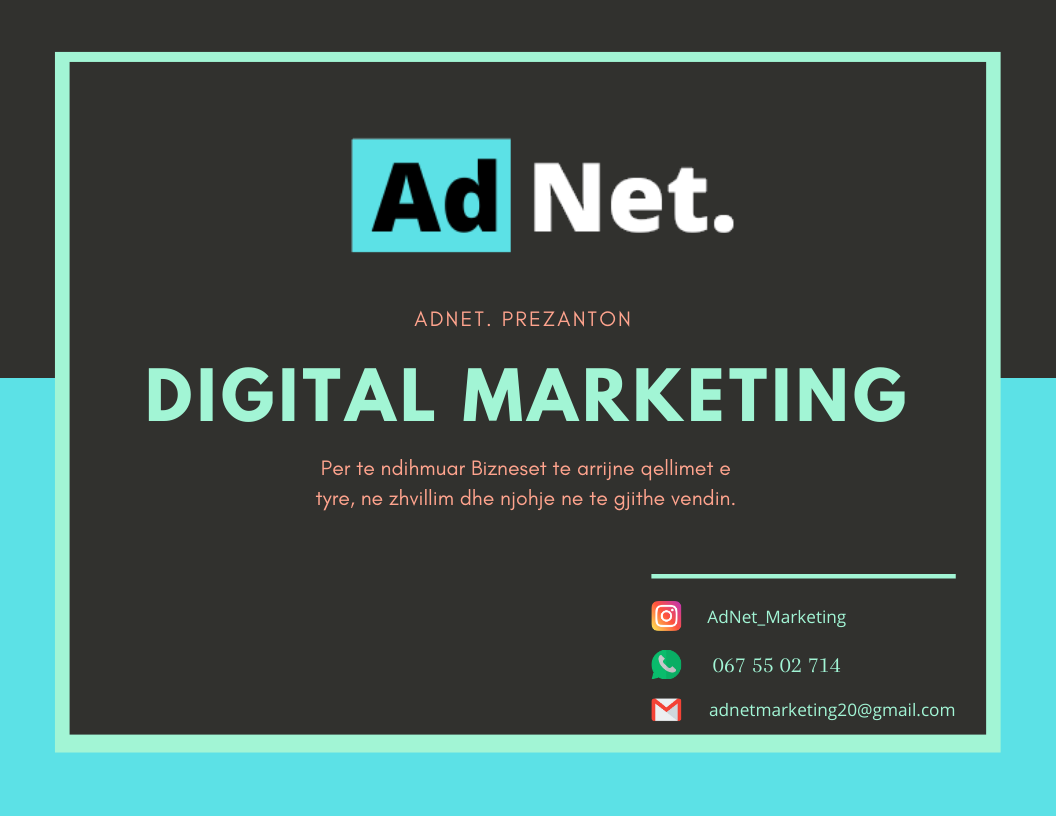 Ad Net.
ADNET. PREZANTON
DIGITAL MARKETING
Per te ndihmuar Bizneset te arrijne qellimet e
tyre, ne zhvillim dhe njohje ne te gjithe vendin.
AdNet_Marketing
067 55 02 714
adnetmarketing20@gmail.com